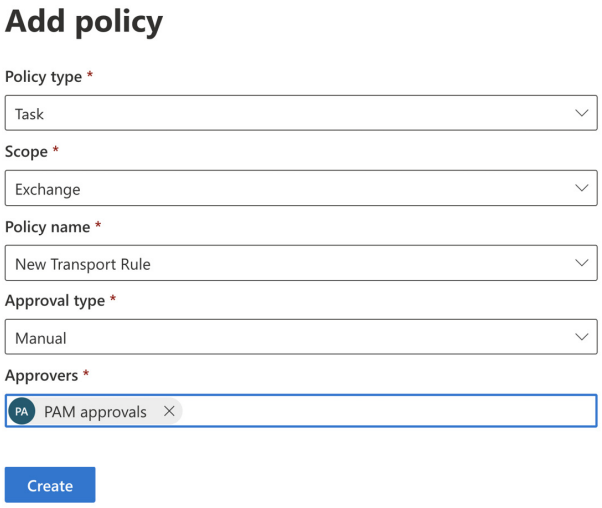 Add policy
Policy type *
Task
Scope *
Exchange
Policy name *
New Transport Rule
Approval type *
Manual
Approvers *
PA PAM approvals
Create